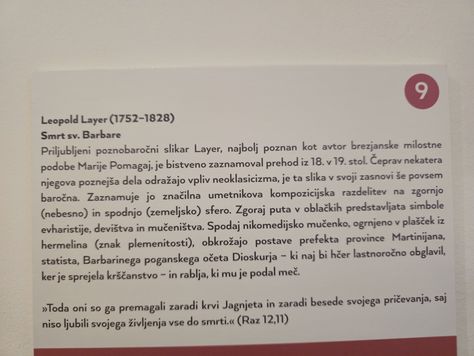 9
Leopold Layer (1752–1828)
Smrt sv. Barbare
Priljubljeni poznobaročni slikar Layer, najbolj poznan kot avtor brezjanske milostne
podobe Marije Pomagaj, je bistveno zaznamoval prehod iz 18. v 19. stol. Čeprav nekatera
njegova poznejša dela odražajo vpliv neoklasicizma, je ta slika v svoji zasnovi še povsem
baročna. Zaznamuje jo značilna umetnikova kompozicijska razdelitev na zgornjo
(nebesno) in spodnjo (zemeljsko) sfero. Zgoraj puta v oblačkih predstavljata simbole
evharistije, devištva in mučeništva. Spodaj nikomedijsko mučenko, ogrnjeno v plašček iz
hermelina (znak plemenitosti), obkrožajo postave prefekta province Martinijana,
statista, Barbarinega poganskega očeta Dioskurja – ki naj bi hčer lastnoročno obglavil,
ker je sprejela krščanstvo – in rablja, ki mu je podal meč.
»Toda oni so ga premagali zaradi krvi Jagnjeta in zaradi besede svojega pričevanja, saj
niso ljubili svojega življenja vse do smrti.« (Raz 12,11)